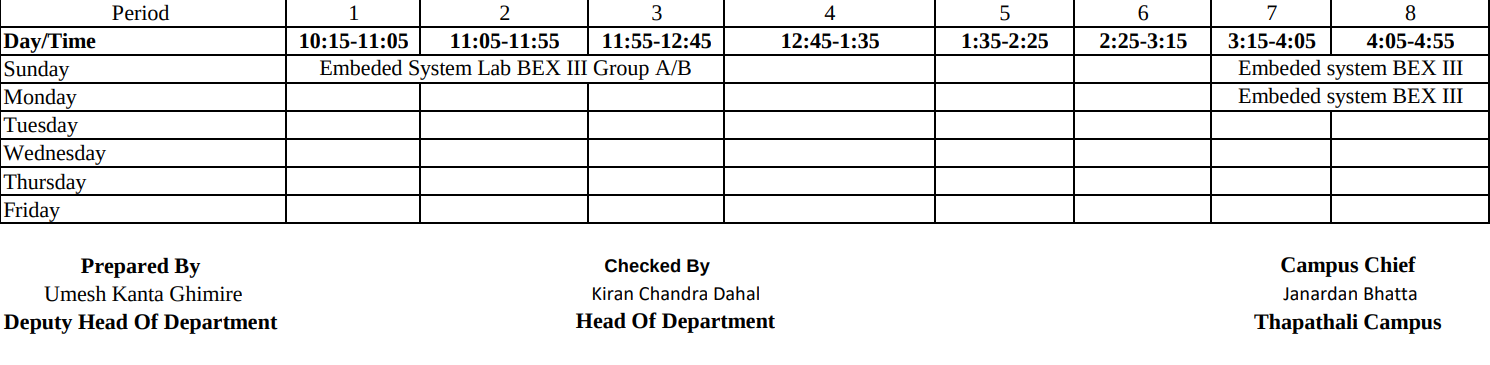 Period 1 2 3 4 5 6 7 8
Day/Time 10:15-11:05 11:05-11:55 11:55-12:45 12:45-1:35 1:35-2:25 2:25-3:15 3:15-4:05 4:05-4:55
Sunday Embeded System Lab BEX III Group A/B Embeded system BEX III
Monday Embeded system BEX III
Tuesday
Wednesday
Thursday
Friday
Prepared By Checked By Campus Chief
Umesh Kanta Ghimire Kiran Chandra Dahal Janardan Bhatta
Deputy Head Of Department Head Of Department Thapathali Campus